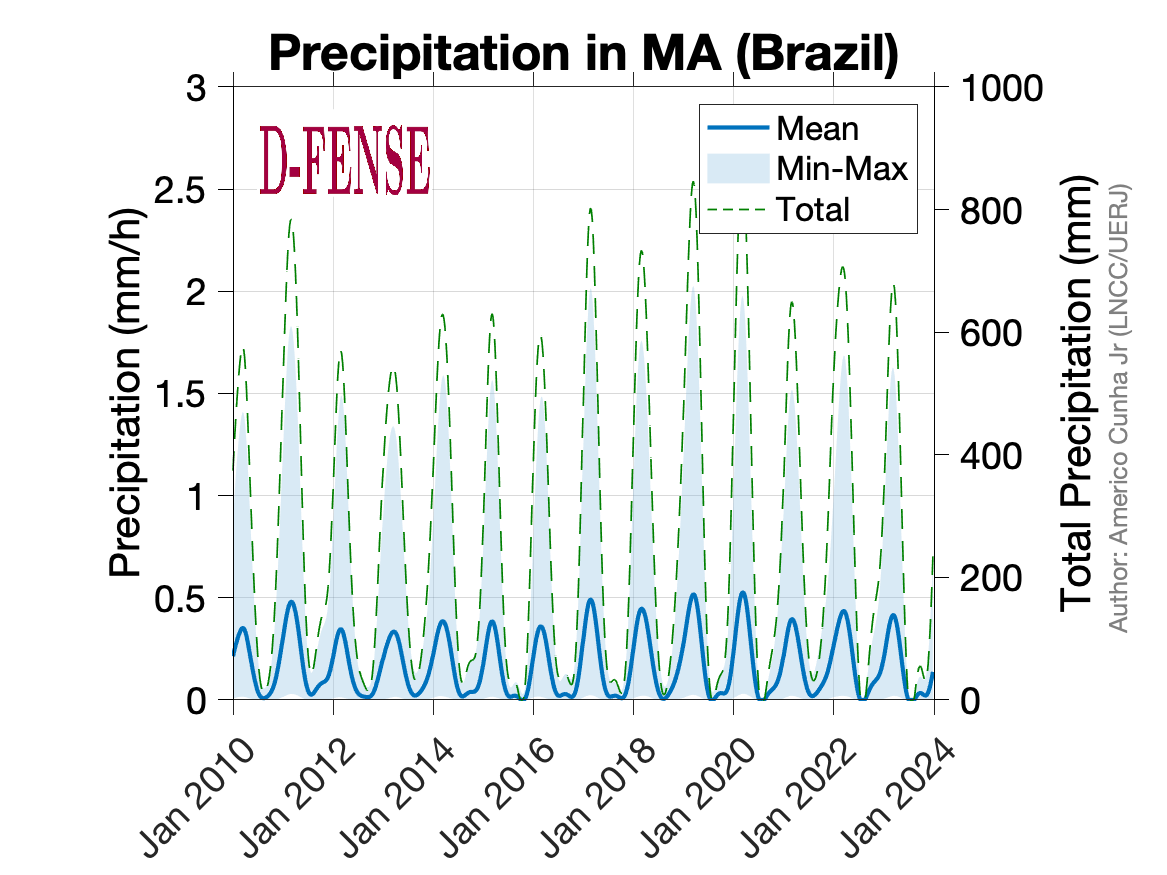 Precipitation in MA (Brazil)
D-FENSE
Mean
Min-Max
Total
Precipitation (mm/h)
3
2.5
2
1.5
1
0.5
0
1000
800
600
400
200
0
Total Precipitation (mm)
Author: Americo Cunha Jr (LNCC/UERJ)
Jan 2010
Jan 2012
Jan 2014
Jan 2016
Jan 2018
Jan 2020
Jan 2022
Jan 2024